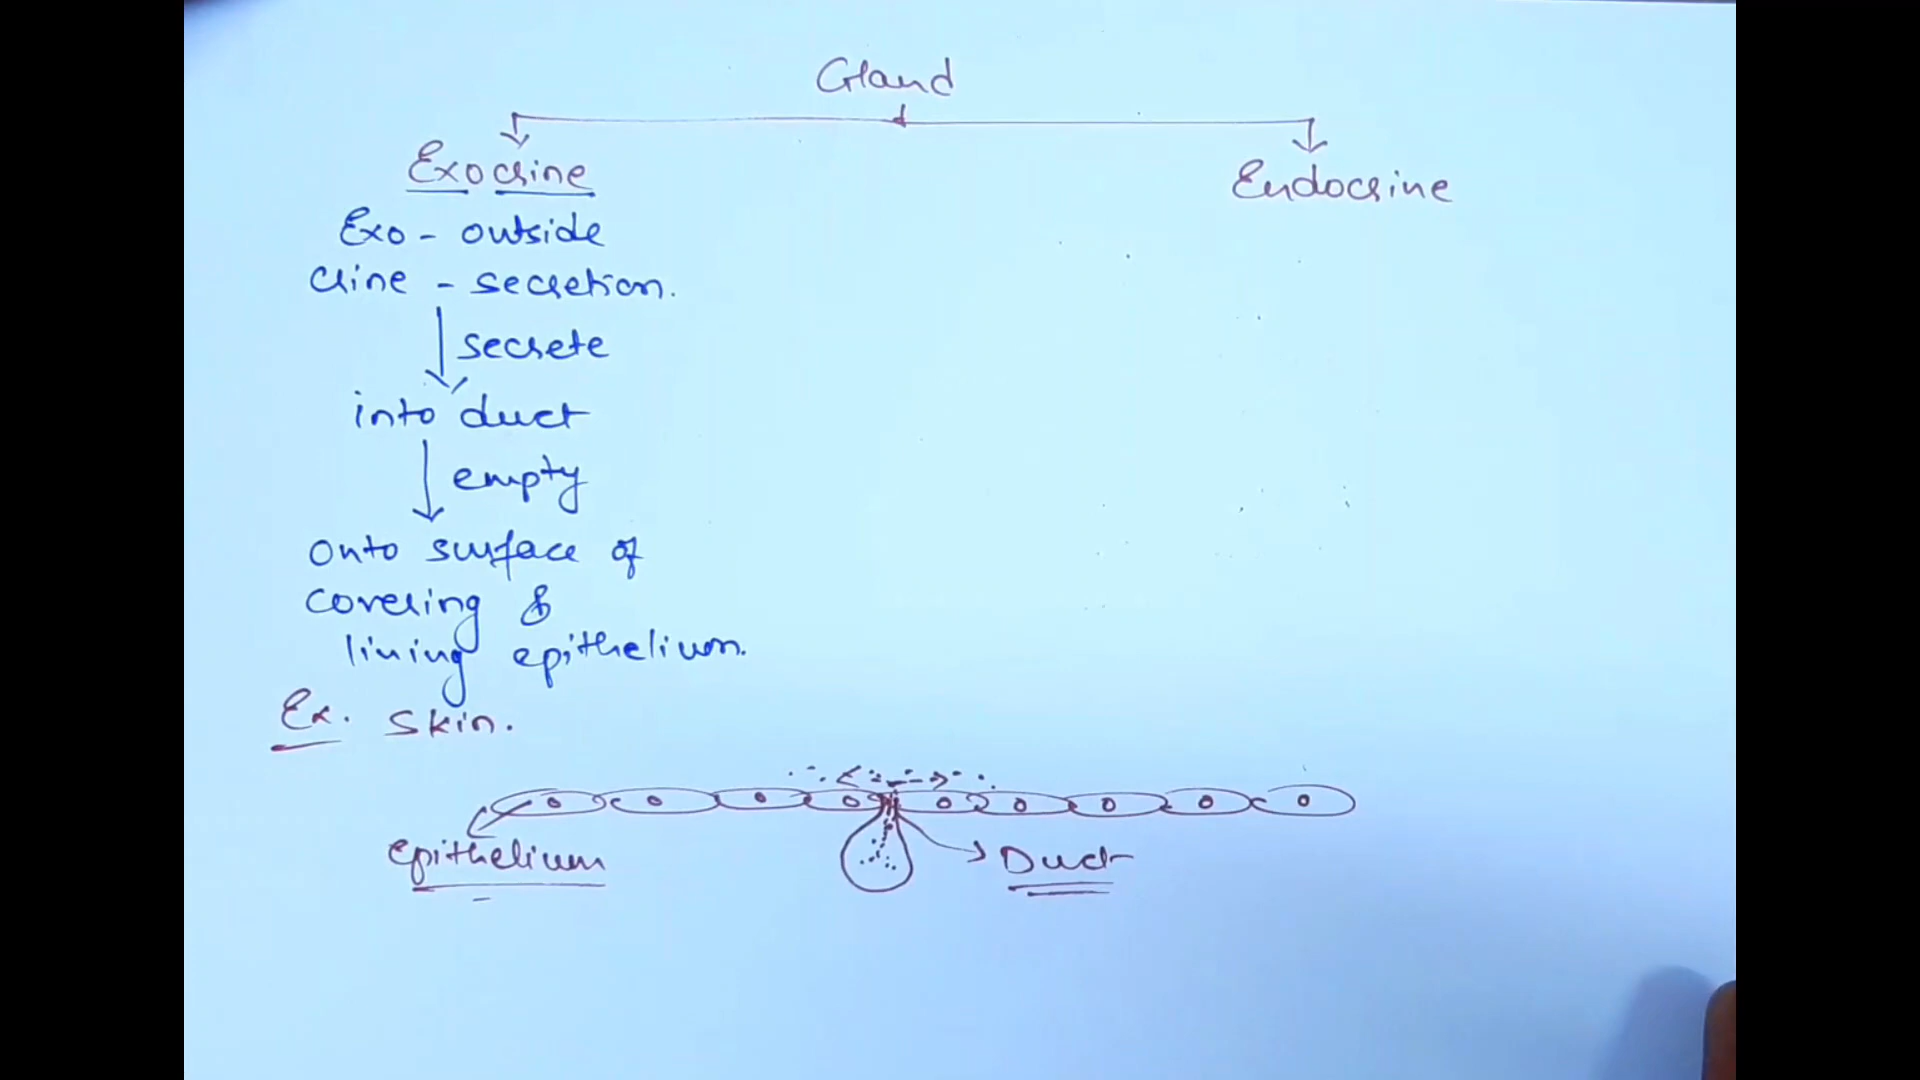 Gland
Exocrine
Endocrine
Exo - outside
crine - secretion.
secrete
into duct
empty
onto surface of
covering &
lining epithelium.
Ex. skin.
epithelium
Duct